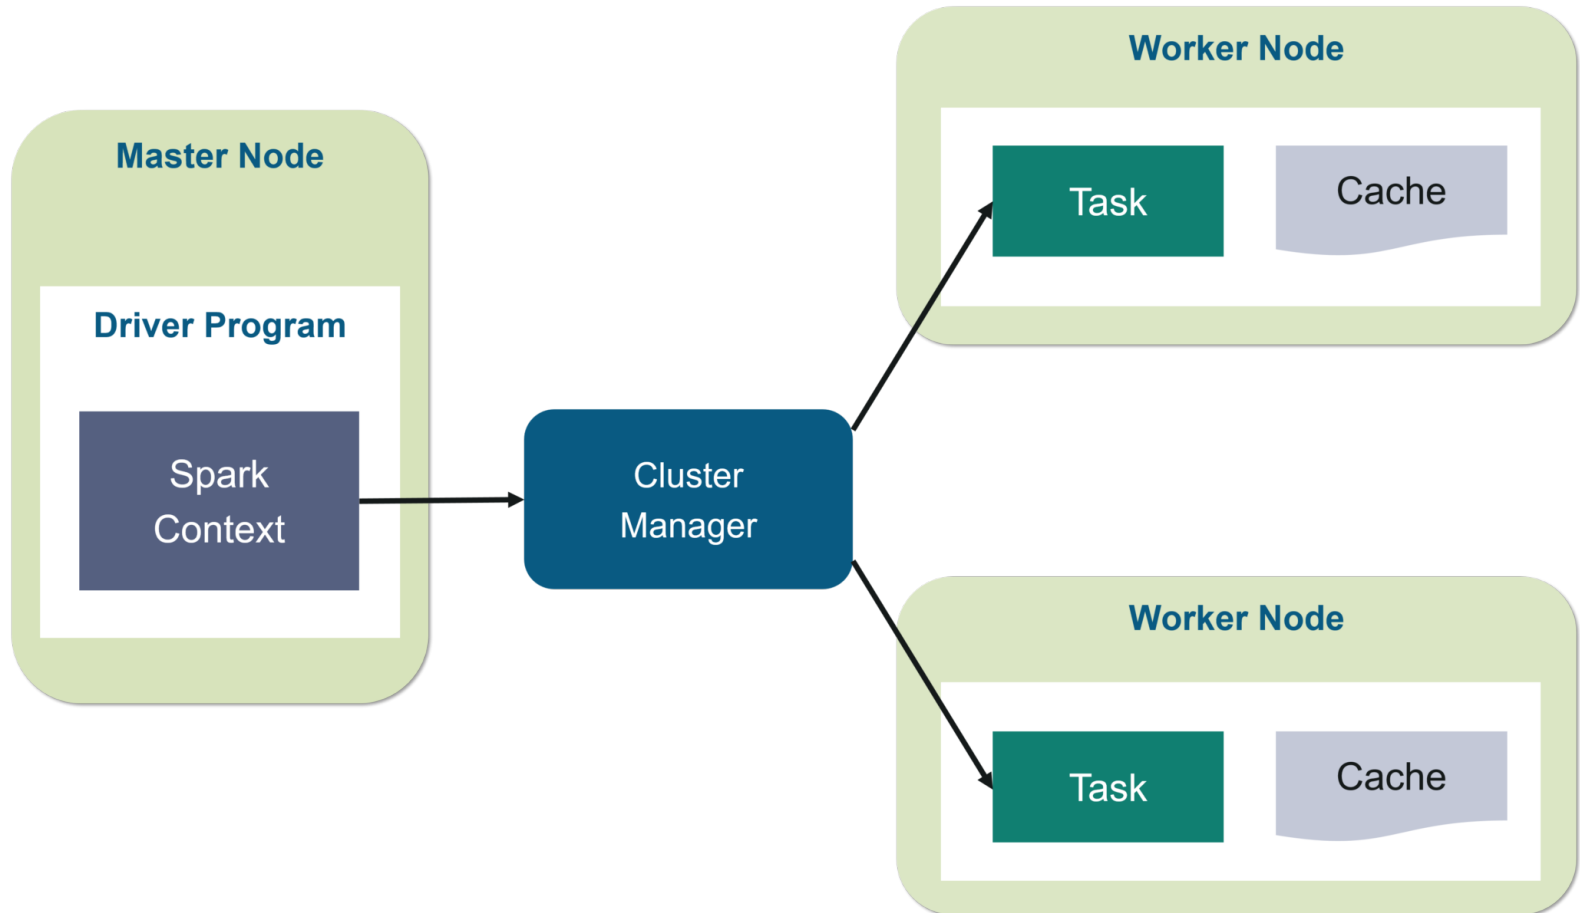 Master Node
Driver Program
Spark
Context
Cluster
Manager
Worker Node
Task
Cache
Worker Node
Task
Cache